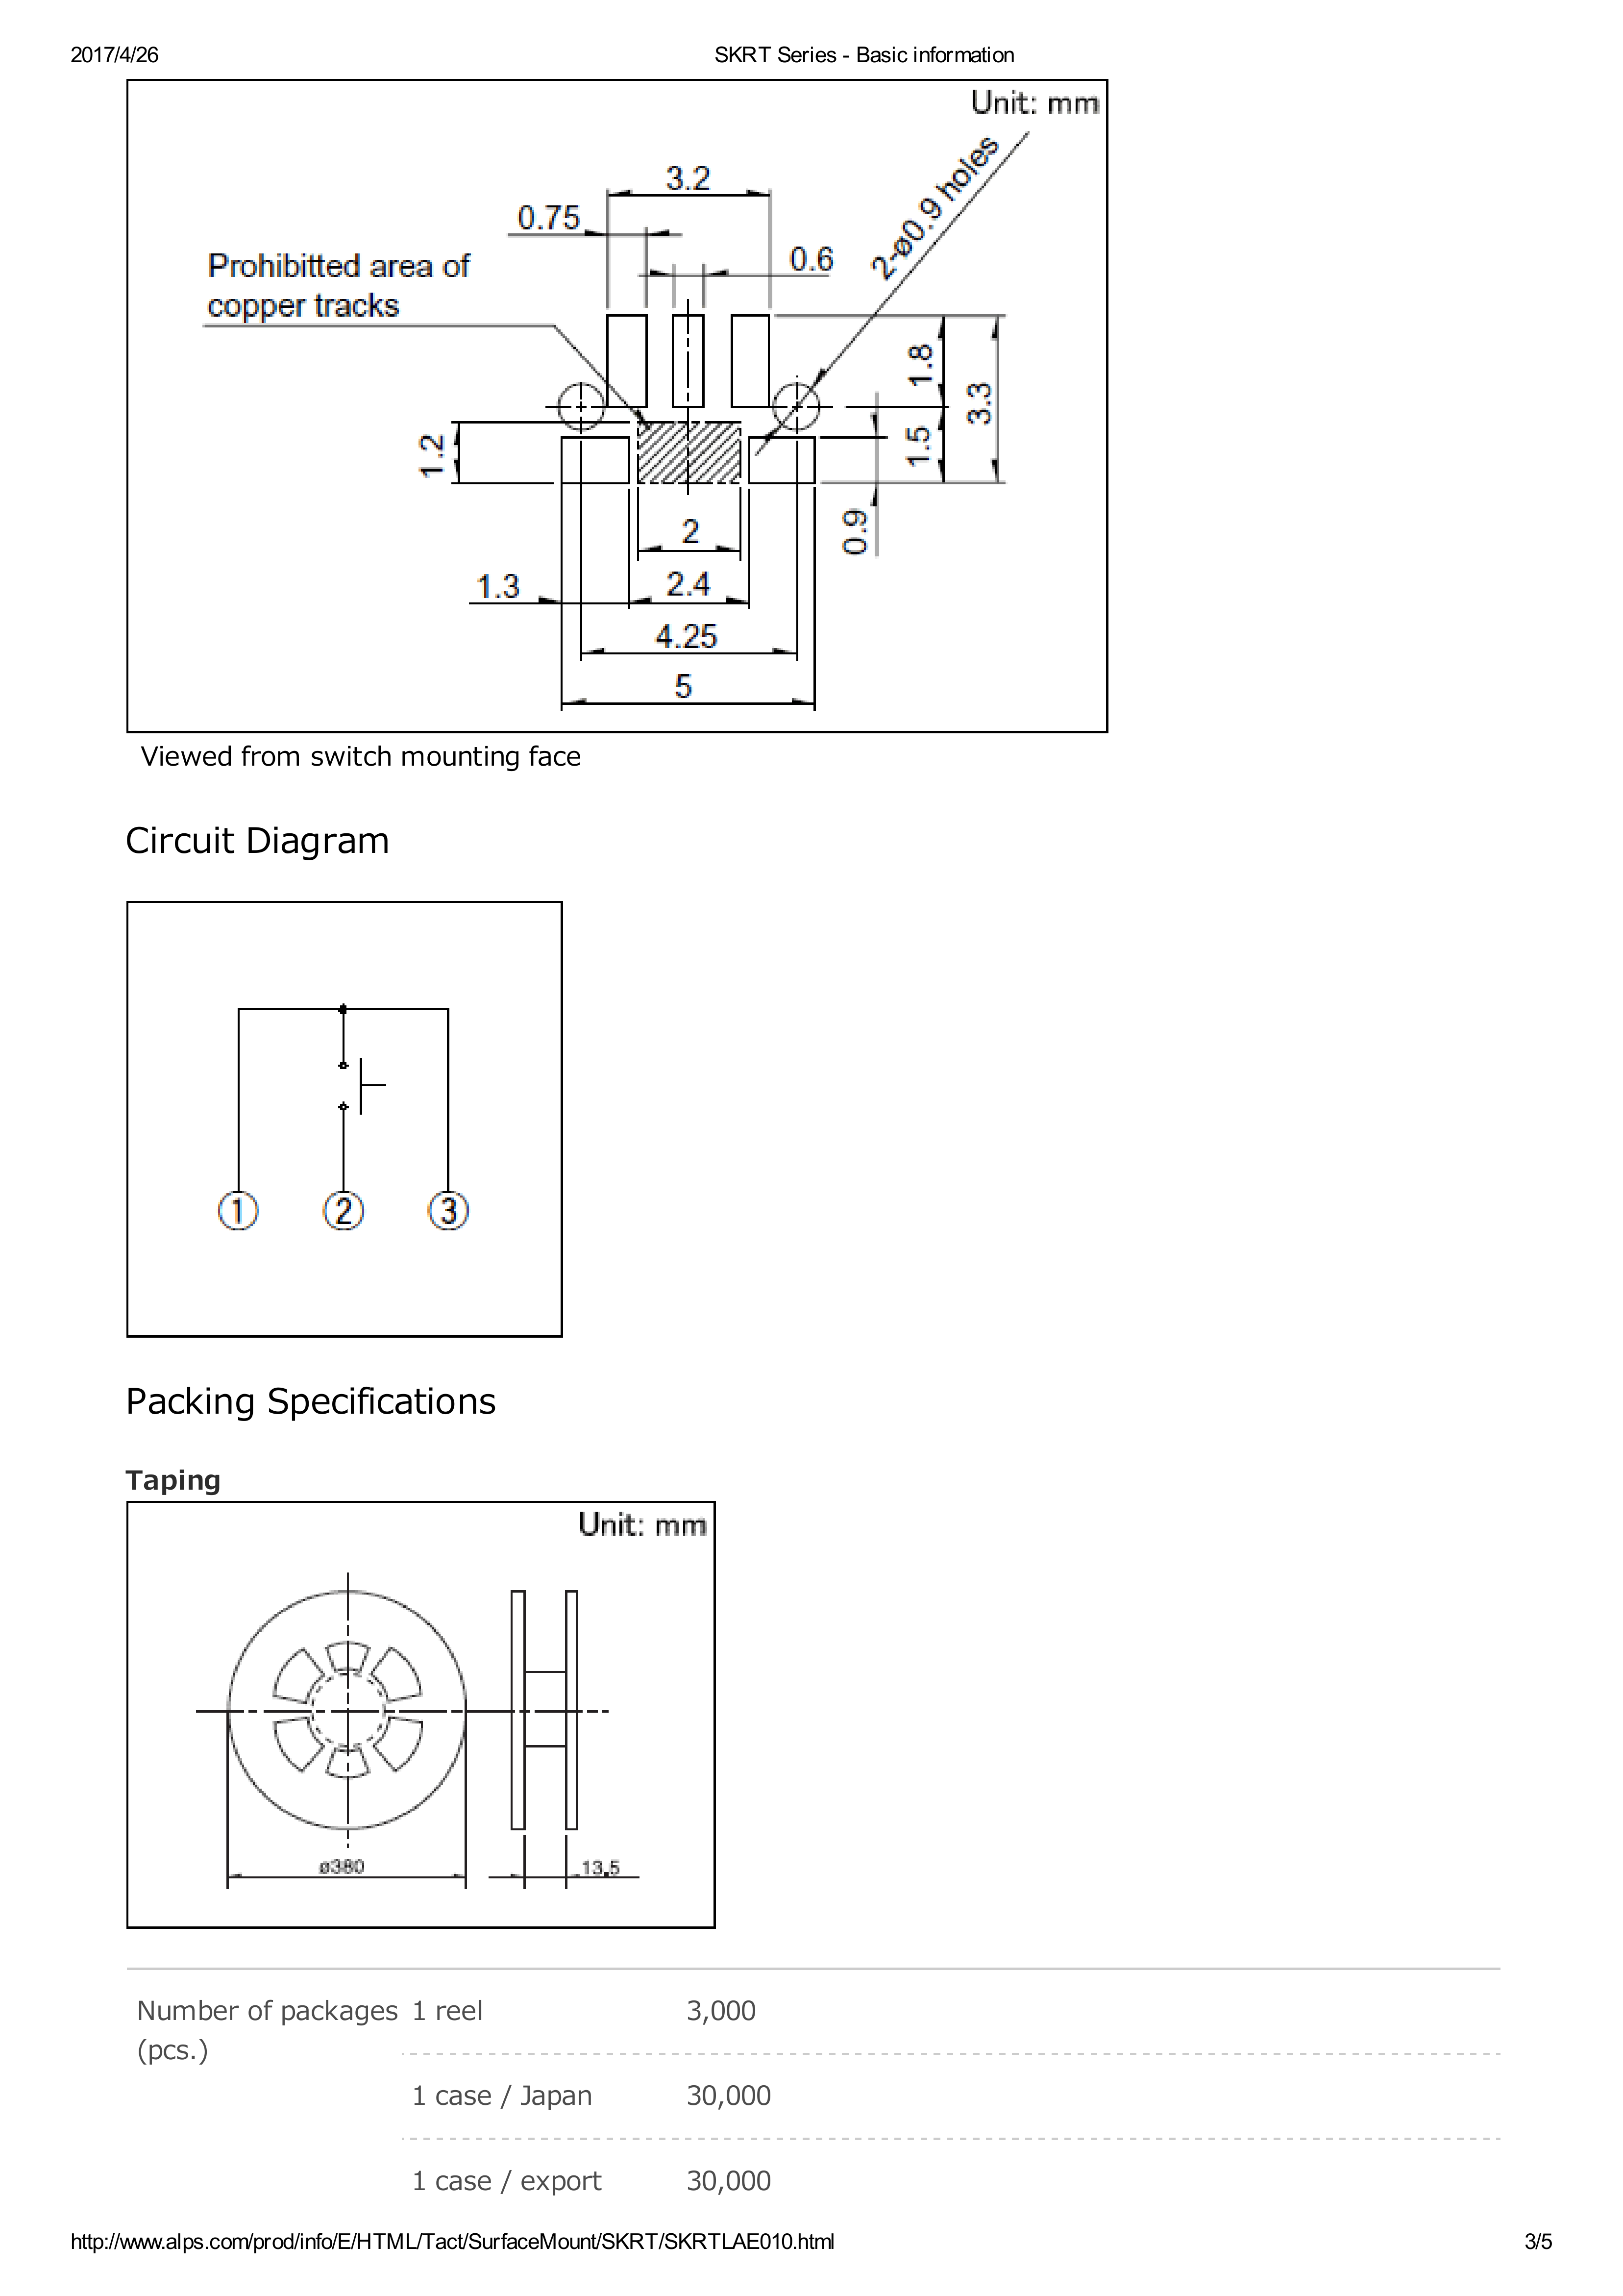 2017/4/26
SKRT Series - Basic information
Unit: mm
3.2
2-ø0.9 holes
0.75
0.6
Prohibitted area of
copper tracks
1.8
3.3
1.2
1.5
2
0.9
1.3
2.4
4.25
5
Viewed from switch mounting face
Circuit Diagram
① ② ③
Packing Specifications
Taping
Unit: mm
ø380
13.5
Number of packages 1 reel 3,000
(pcs.)
1 case / Japan 30,000
1 case / export 30,000
http://www.alps.com/prod/info/E/HTML/Tact/SurfaceMount/SKRT/SKRTLAE010.html
3/5